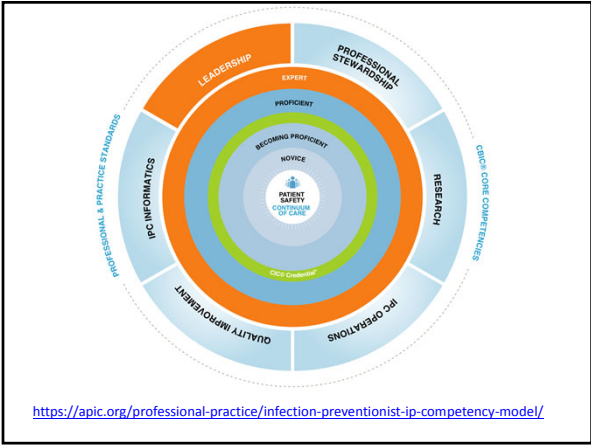 LEADERSHIP
PROFESSIONAL
STEWARDSHIP
EXPERT
PROFICIENT
BECOMING PROFICIENT
NOVICE
PATIENT
SAFETY
CONTINUUM
OF CARE
CIC® Credential*
IPC INFORMATICS
RESEARCH
QUALITY IMPROVEMENT
IPC OPERATIONS
PROFESSIONAL & PRACTICE STANDARDS
CBIC® CORE COMPETENCIES
https://apic.org/professional-practice/infection-preventionist-ip-competency-model/